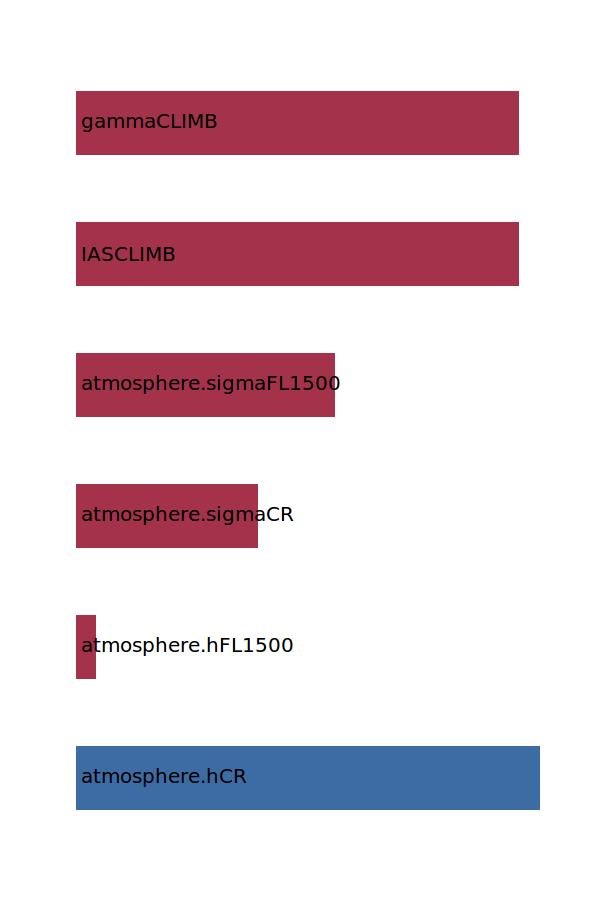 gammaCLIMB
IASCLIMB
atmosphere.sigmaFL1500
atmosphere.sigmaCR
atmosphere.hFL1500
atmosphere.hCR